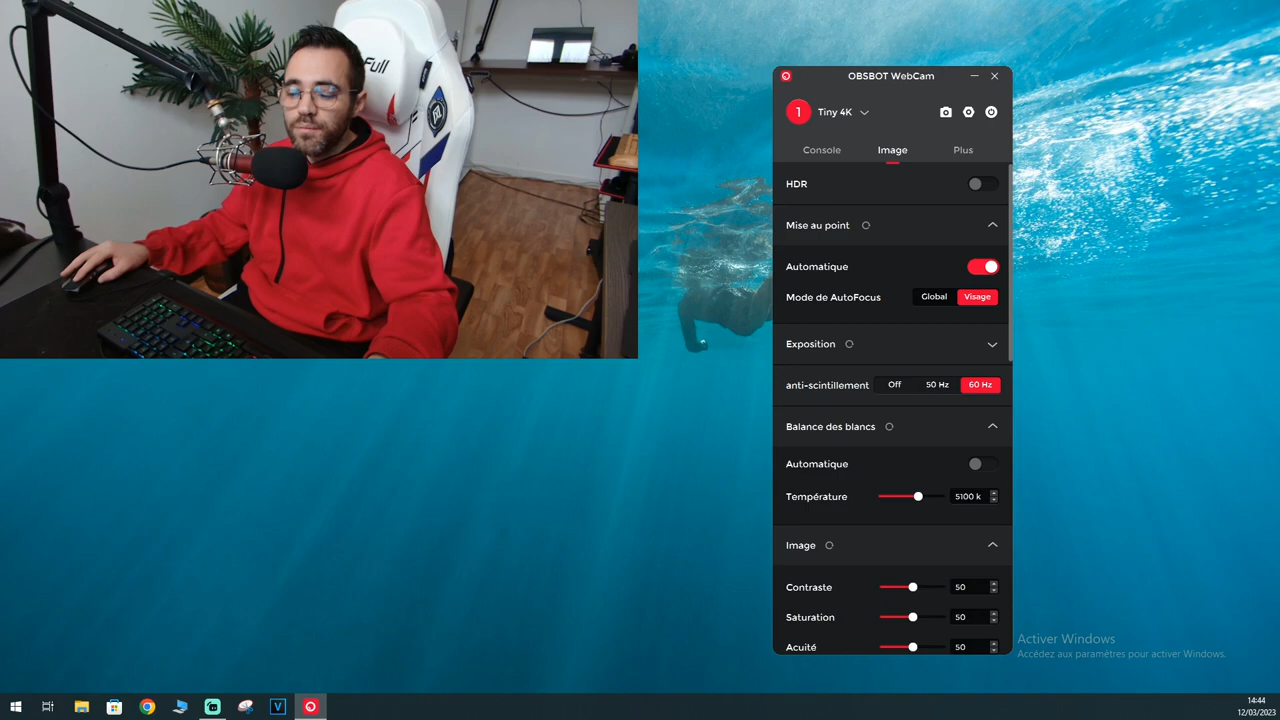 Full
OBSBOT WebCam
1 Tiny 4K
Console Image Plus
HDR
Mise au point
Automatique
Mode de AutoFocus Global Visage
Exposition
anti-scintillement Off 50 Hz 60 Hz
Balance des blancs
Automatique
Température 5100 k
Image
Contraste 50
Saturation 50
Acuité 50
Activer Windows
Accédez aux paramètres pour activer Windows.
V
14:44
12/03/2023